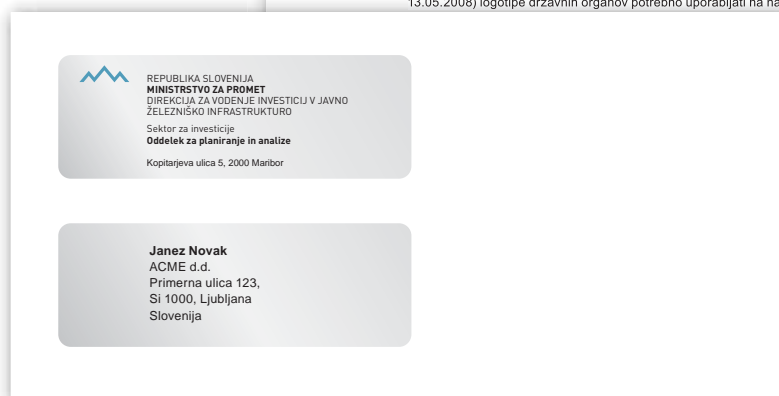 13.05.2008) logotipe državnih organov potrebno uporabljati na
REPUBLIKA SLOVENIJA
MINISTRSTVO ZA PROMET
DIREKCIJA ZA VODENJE INVESTICIJ V JAVNO
ŽELEZNIŠKO INFRASTRUKTURO
Sektor za investicije
Oddelek za planiranje in analize
Kopitarjeva ulica 5, 2000 Maribor
Janez Novak
ACME d.d.
Primerna ulica 123,
Si 1000, Ljubljana
Slovenija